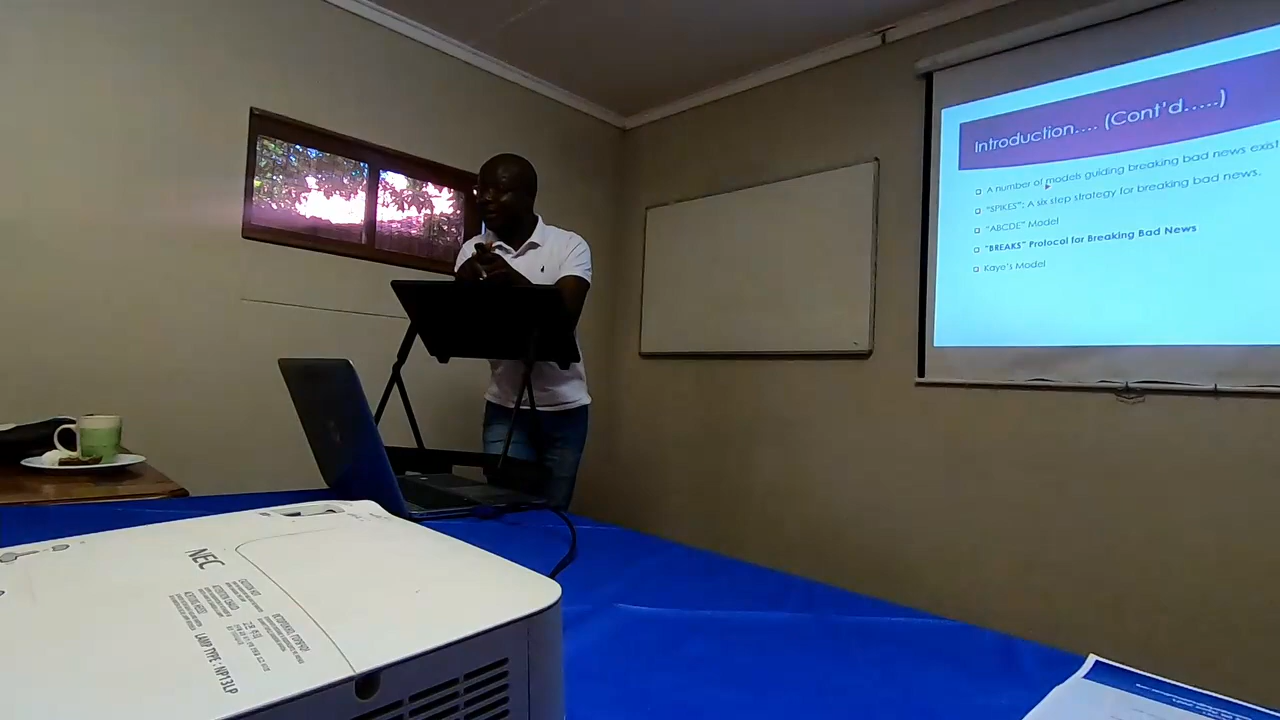 Introduction.... (Cont'd.....)
A number of models guiding breaking bad news exist
"SPIKES": A six step strategy for breaking bad news.
"ABCDE" Model
"BREAKS" Protocol for Breaking Bad News
Kaye's Model
NEC
LAMP TYPE : NP13LP